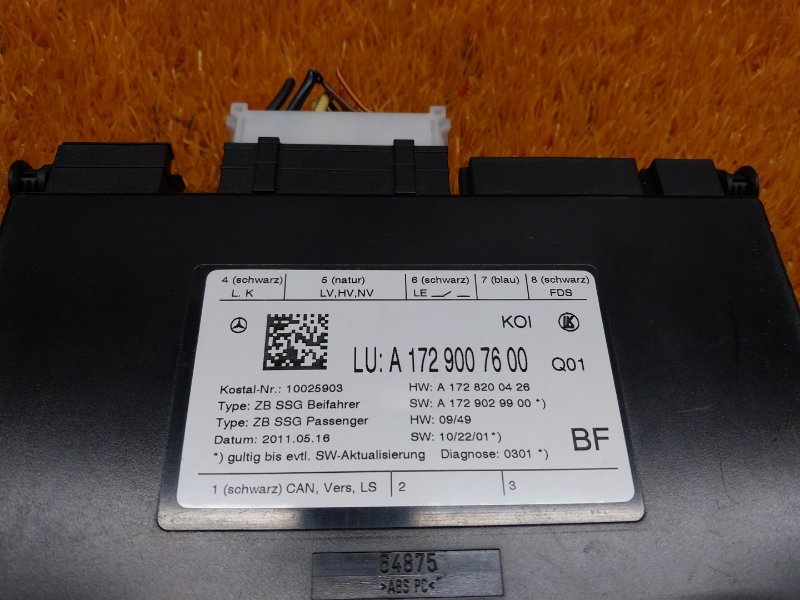 4 (schwarz) 5 (natur) 6 (schwarz) 7 (blau) 8 (schwarz)
L. K LV,HV,NV LE FDS
KOI LK
LU: A 172 900 76 00 Q01
Kostal-Nr.: 10025903 HW: A 172 820 04 26
Type: ZB SSG Beifahrer SW: A 172 902 99 00 *)
Type: ZB SSG Passenger HW: 09/49
Datum: 2011.05.16 SW: 10/22/01*)
BF
*) gultig bis evtl. SW-Aktualisierung Diagnose: 0301 *)
1 (schwarz) CAN, Vers, LS 2 3
64875
>ABS PC<